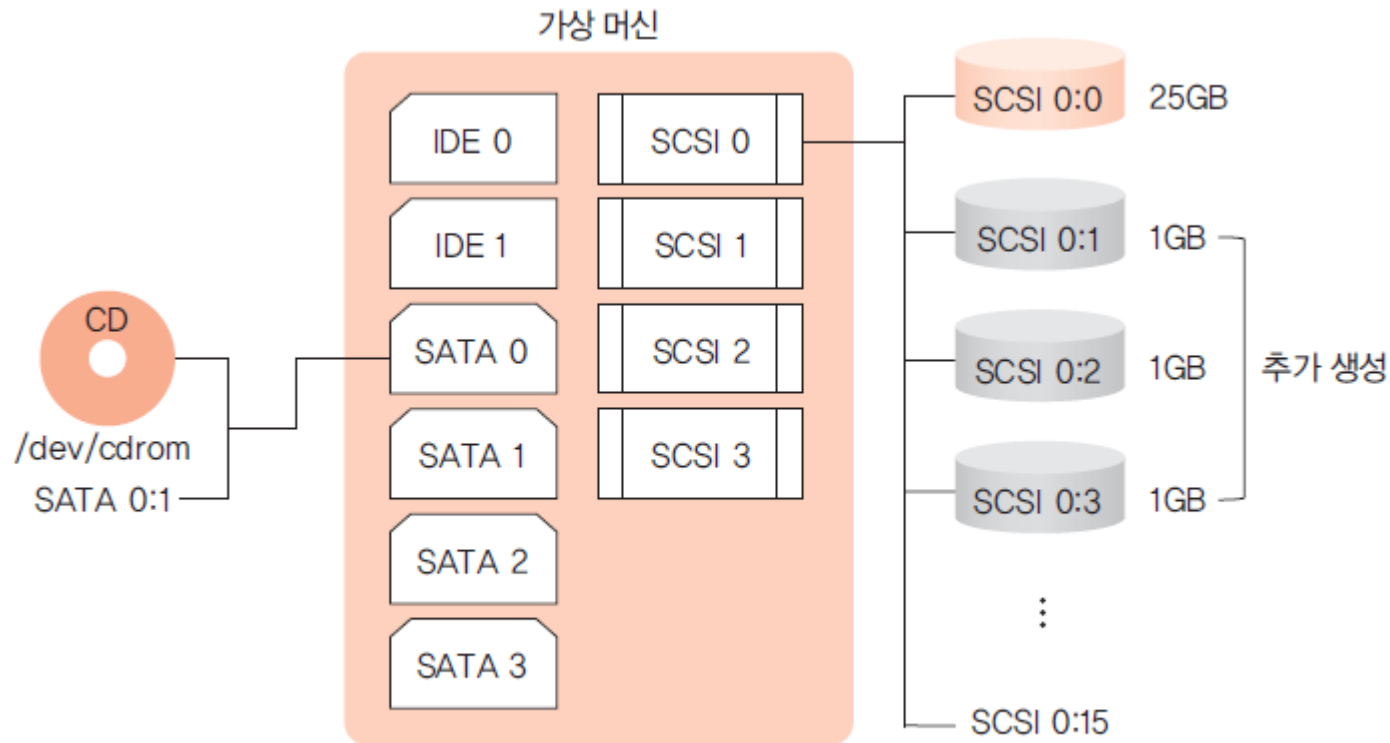 가상 머신
IDE 0
IDE 1
SATA 0
SATA 1
SATA 2
SATA 3
SCSI 0
SCSI 1
SCSI 2
SCSI 3
CD
/dev/cdrom
SATA 0:1
SCSI 0:0 25GB
SCSI 0:1 1GB
SCSI 0:2 1GB
SCSI 0:3 1GB
추가 생성
⋮
SCSI 0:15